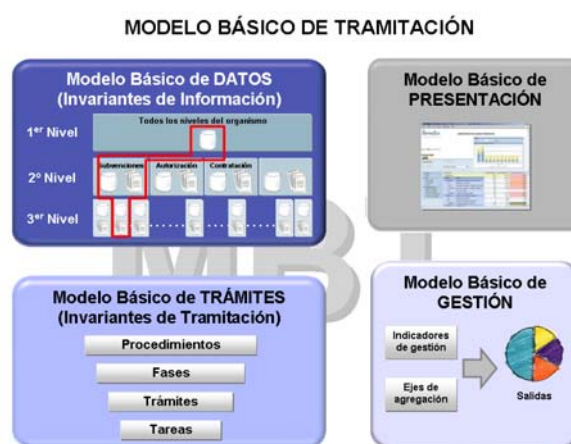 MODELO BÁSICO DE TRAMITACIÓN
Modelo Básico de DATOS
(Invariantes de Información)
1er Nivel
Todos los niveles del organismo
2º Nivel
Subvenciones
Autorización
Contratación
3er Nivel
Modelo Básico de
PRESENTACIÓN
MBT
Modelo Básico de TRÁMITES
(Invariantes de Tramitación)
Procedimientos
Fases
Trámites
Tareas
Modelo Básico de
GESTIÓN
Indicadores
de gestión
Ejes de
agregación
Salidas